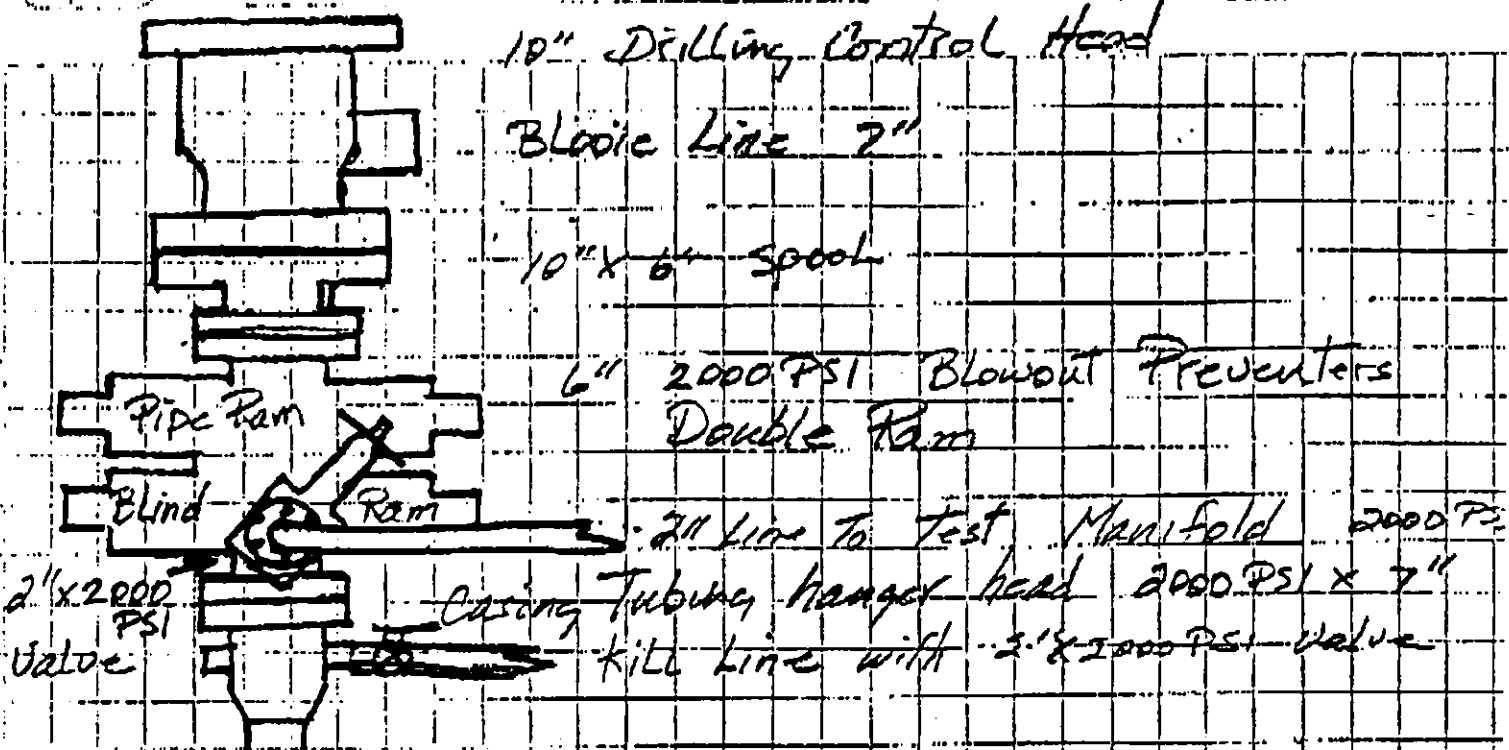 10" Drilling Control Head
Blooie Line 7"
10" X 6" Spool
6" 2000 PSI Blowout Preventers
Double Ram
Pipe Ram
Blind Ram
2" Line To Test Manifold 2000 PS
2" x 2000
PSI
Valve
Casing Tubing hanger head 2000 PSI X 7"
Kill Line with 2" X 2000 PSI Valve